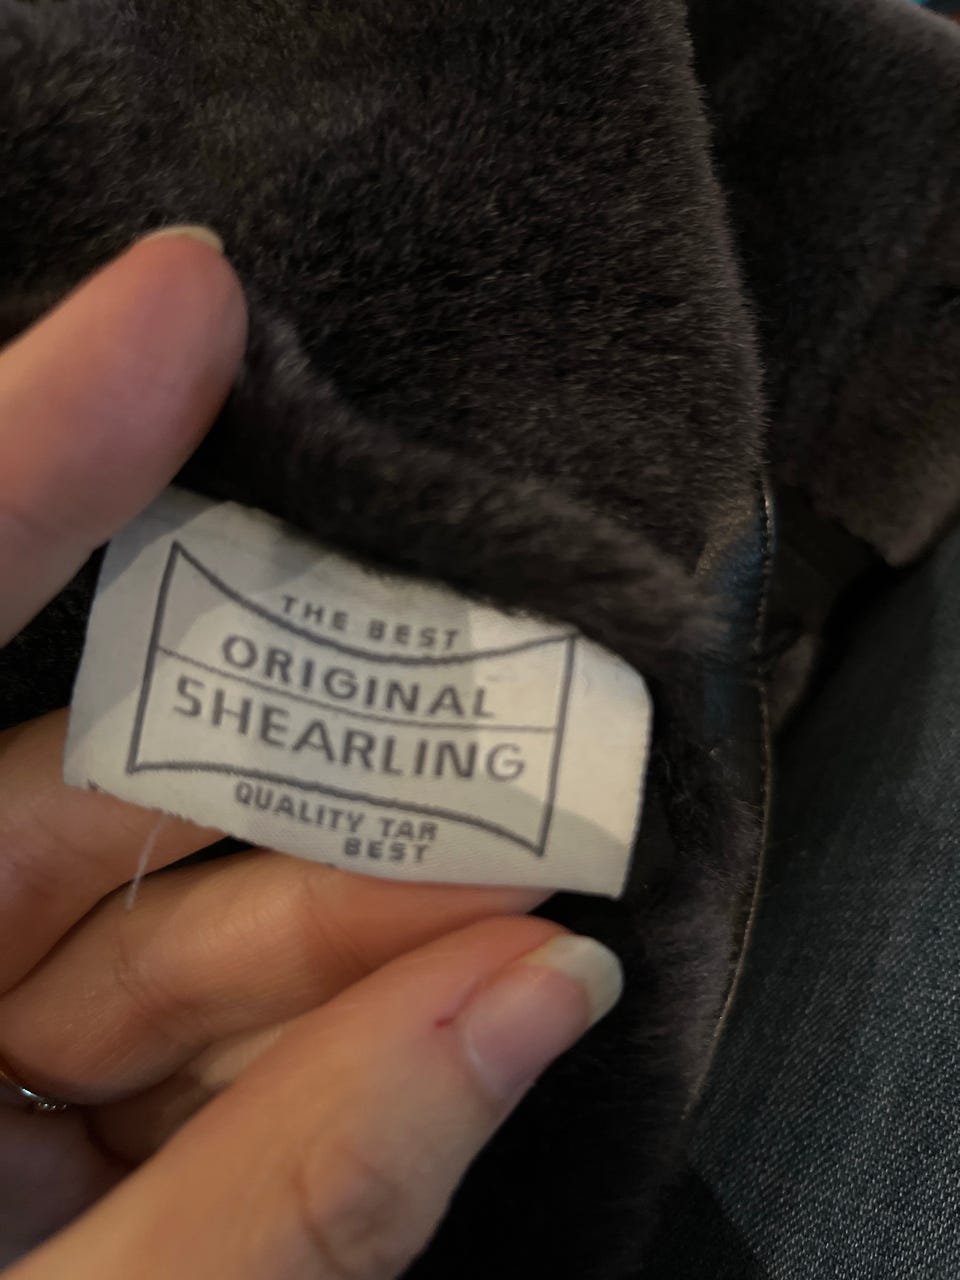 THE BEST
ORIGINAL
SHEARLING
QUALITY TAR
BEST